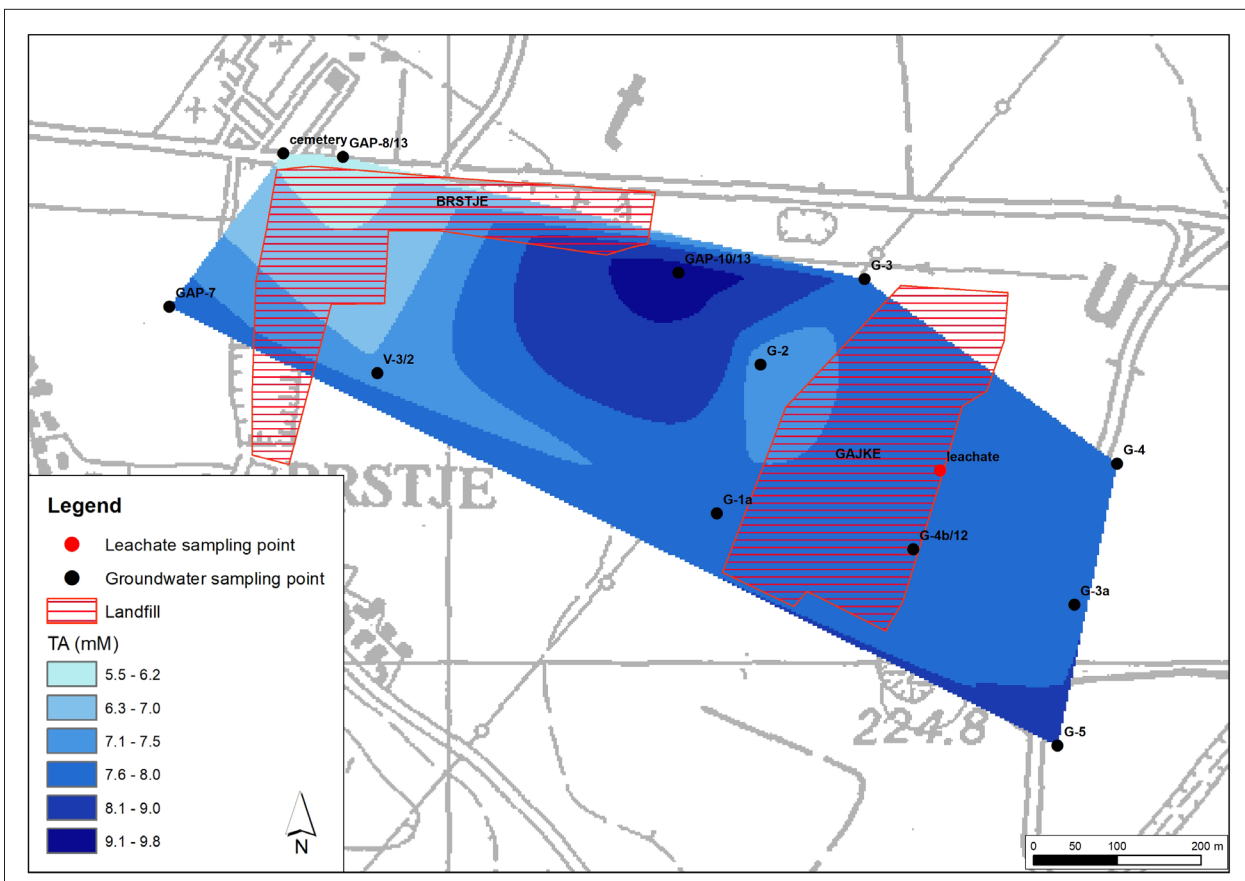 cemetery
GAP-8/13
BRSTJE
GAP-10/13
G-3
GAP-7
V-3/2
G-2
GAJKE
leachate
G-4
G-1a
G-4b/12
G-3a
G-5
BRSTJE
224.8
Legend
Leachate sampling point
Groundwater sampling point
Landfill
TA (mM)
5.5 - 6.2
6.3 - 7.0
7.1 - 7.5
7.6 - 8.0
8.1 - 9.0
9.1 - 9.8
N
0 50 100 200 m
t
U